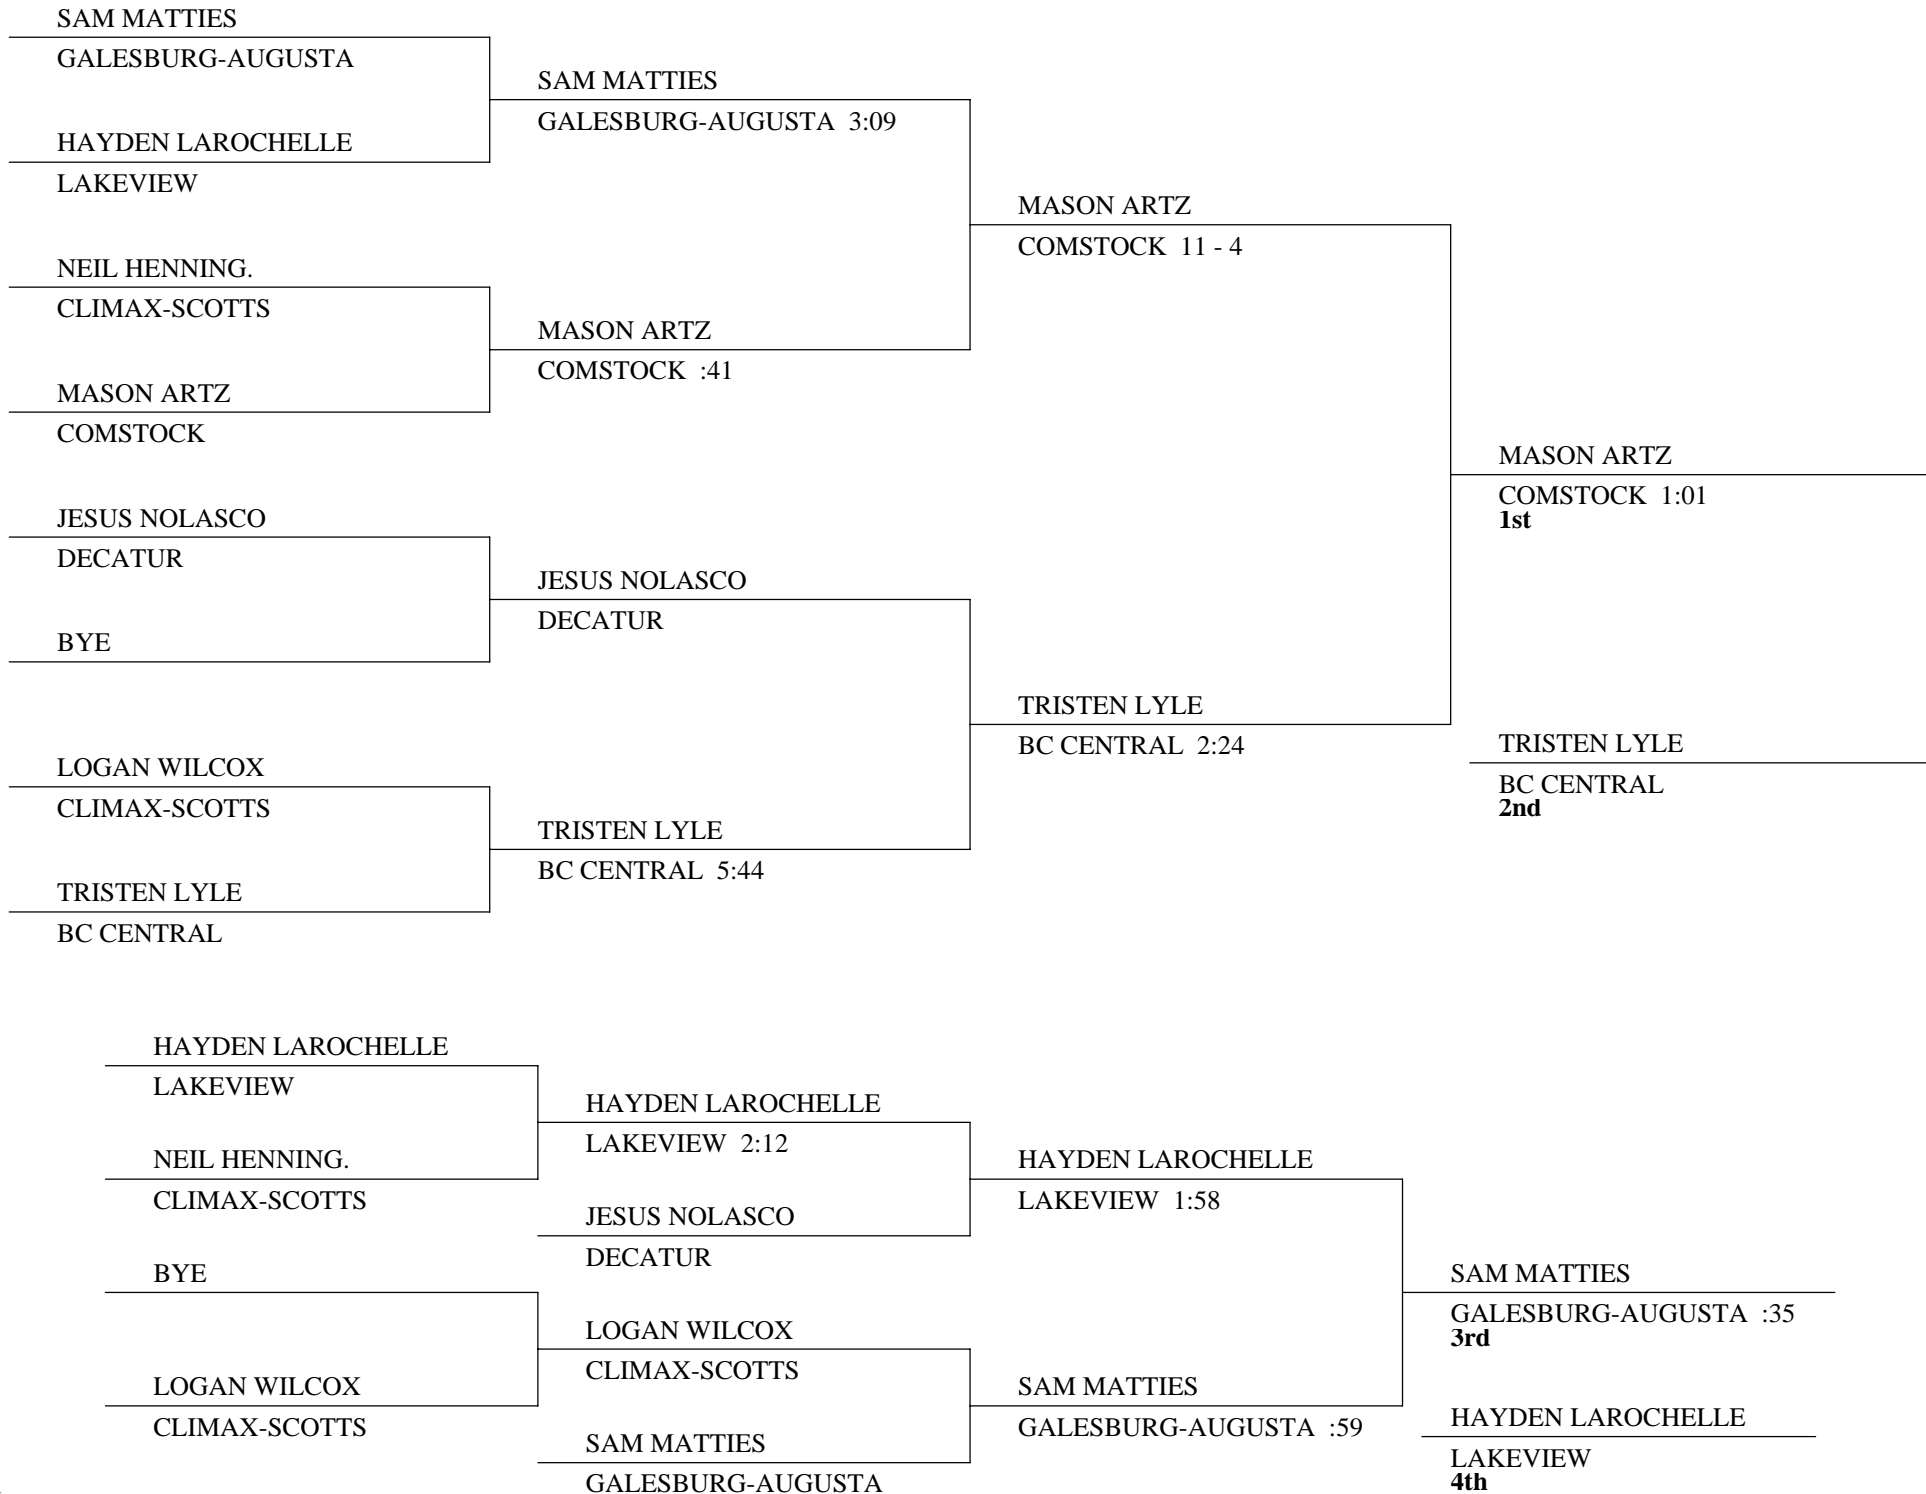 SAM MATTIES
GALESBURG-AUGUSTA
HAYDEN LAROCHELLE
LAKEVIEW
NEIL HENNING.
CLIMAX-SCOTTS
MASON ARTZ
COMSTOCK
JESUS NOLASCO
DECATUR
BYE
LOGAN WILCOX
CLIMAX-SCOTTS
TRISTEN LYLE
BC CENTRAL
SAM MATTIES
GALESBURG-AUGUSTA 3:09
MASON ARTZ
COMSTOCK :41
JESUS NOLASCO
DECATUR
TRISTEN LYLE
BC CENTRAL 5:44
MASON ARTZ
COMSTOCK 11 - 4
TRISTEN LYLE
BC CENTRAL 2:24
MASON ARTZ
COMSTOCK 1:01
1st
TRISTEN LYLE
BC CENTRAL
2nd
HAYDEN LAROCHELLE
LAKEVIEW
NEIL HENNING.
CLIMAX-SCOTTS
BYE
LOGAN WILCOX
CLIMAX-SCOTTS
HAYDEN LAROCHELLE
LAKEVIEW 2:12
JESUS NOLASCO
DECATUR
LOGAN WILCOX
CLIMAX-SCOTTS
SAM MATTIES
GALESBURG-AUGUSTA
HAYDEN LAROCHELLE
LAKEVIEW 1:58
SAM MATTIES
GALESBURG-AUGUSTA :59
SAM MATTIES
GALESBURG-AUGUSTA :35
3rd
HAYDEN LAROCHELLE
LAKEVIEW
4th